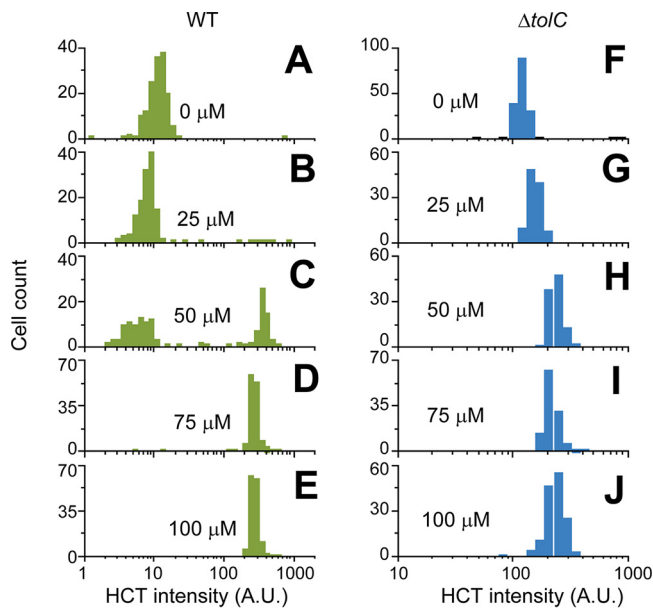 WT
ΔtolC
Cell count
40
20
0
A
0 μM
100
50
0
F
0 μM
40
20
0
B
25 μM
60
30
0
G
25 μM
40
20
0
C
50 μM
60
30
0
H
50 μM
70
35
0
D
75 μM
70
35
0
I
75 μM
70
35
0
E
100 μM
60
30
0
J
100 μM
1 10 100 1000
10 100 1000
HCT intensity (A.U.)
HCT intensity (A.U.)